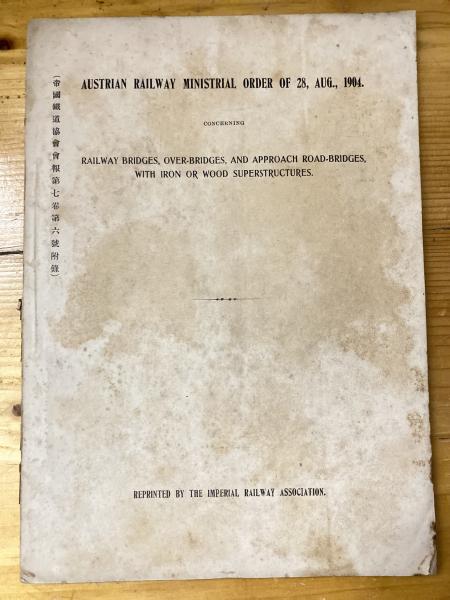 AUSTRIAN RAILWAY MINISTRIAL ORDER OF 28, AUG., 1904.
CONCERNING
RAILWAY BRIDGES, OVER-BRIDGES, AND APPROACH ROAD-BRIDGES,
WITH IRON OR WOOD SUPERSTRUCTURES.
(帝國鐵道協會會報第七卷第六號附錄)
REPRINTED BY THE IMPERIAL RAILWAY ASSOCIATION.